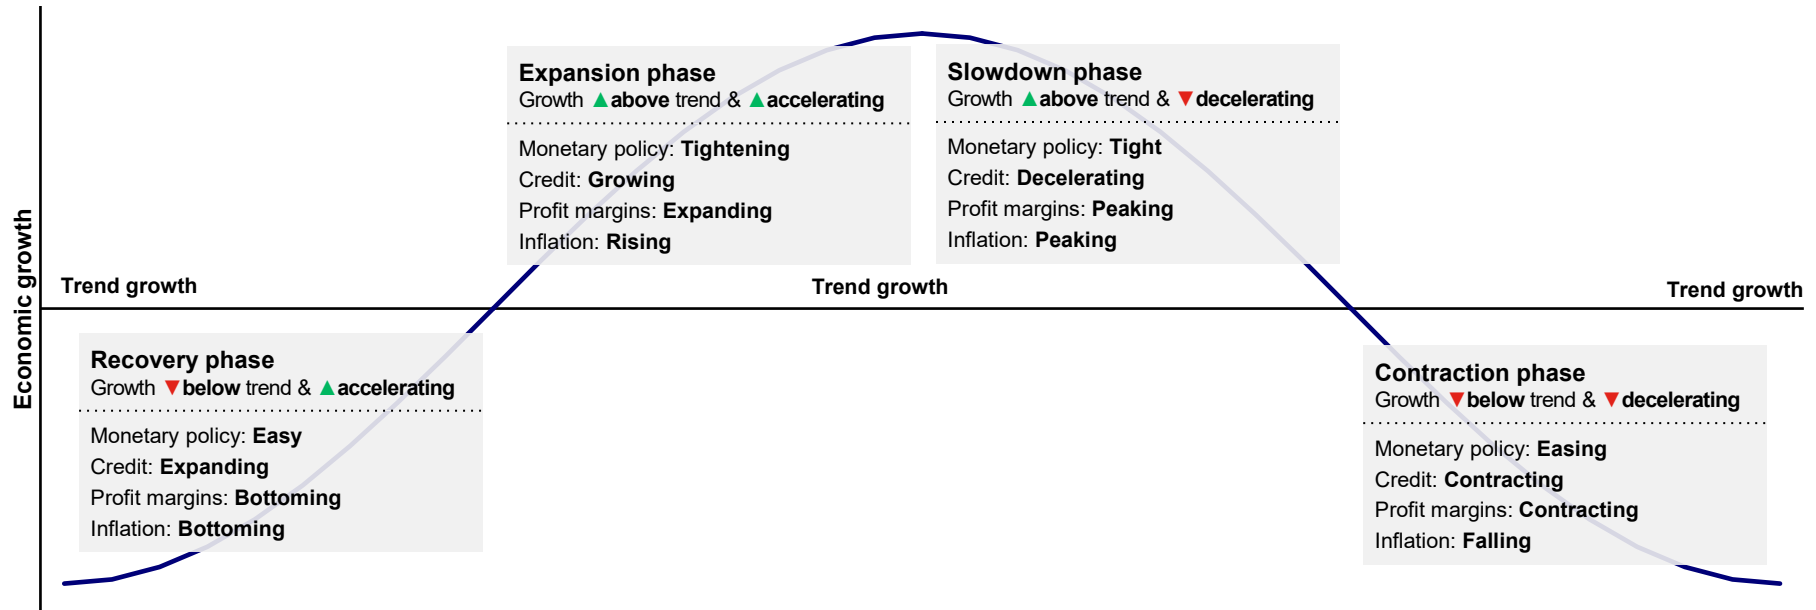 Economic growth
Expansion phase
Growth ▲above trend & ▲accelerating
Monetary policy: Tightening
Credit: Growing
Profit margins: Expanding
Inflation: Rising
Slowdown phase
Growth ▲above trend & ▼decelerating
Monetary policy: Tight
Credit: Decelerating
Profit margins: Peaking
Inflation: Peaking
Trend growth
Trend growth
Trend growth
Recovery phase
Growth ▼below trend & ▲accelerating
Monetary policy: Easy
Credit: Expanding
Profit margins: Bottoming
Inflation: Bottoming
Contraction phase
Growth ▼below trend & ▼decelerating
Monetary policy: Easing
Credit: Contracting
Profit margins: Contracting
Inflation: Falling